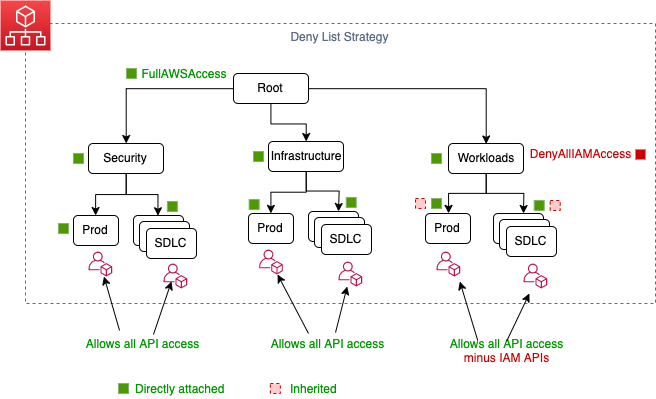 Deny List Strategy
FullAWSAccess
Root
Security
Infrastructure
Workloads
DenyAllIAMAccess
Prod
SDLC
Prod
SDLC
Prod
SDLC
Allows all API access
Allows all API access
Allows all API access
minus IAM APIs
Directly attached
Inherited